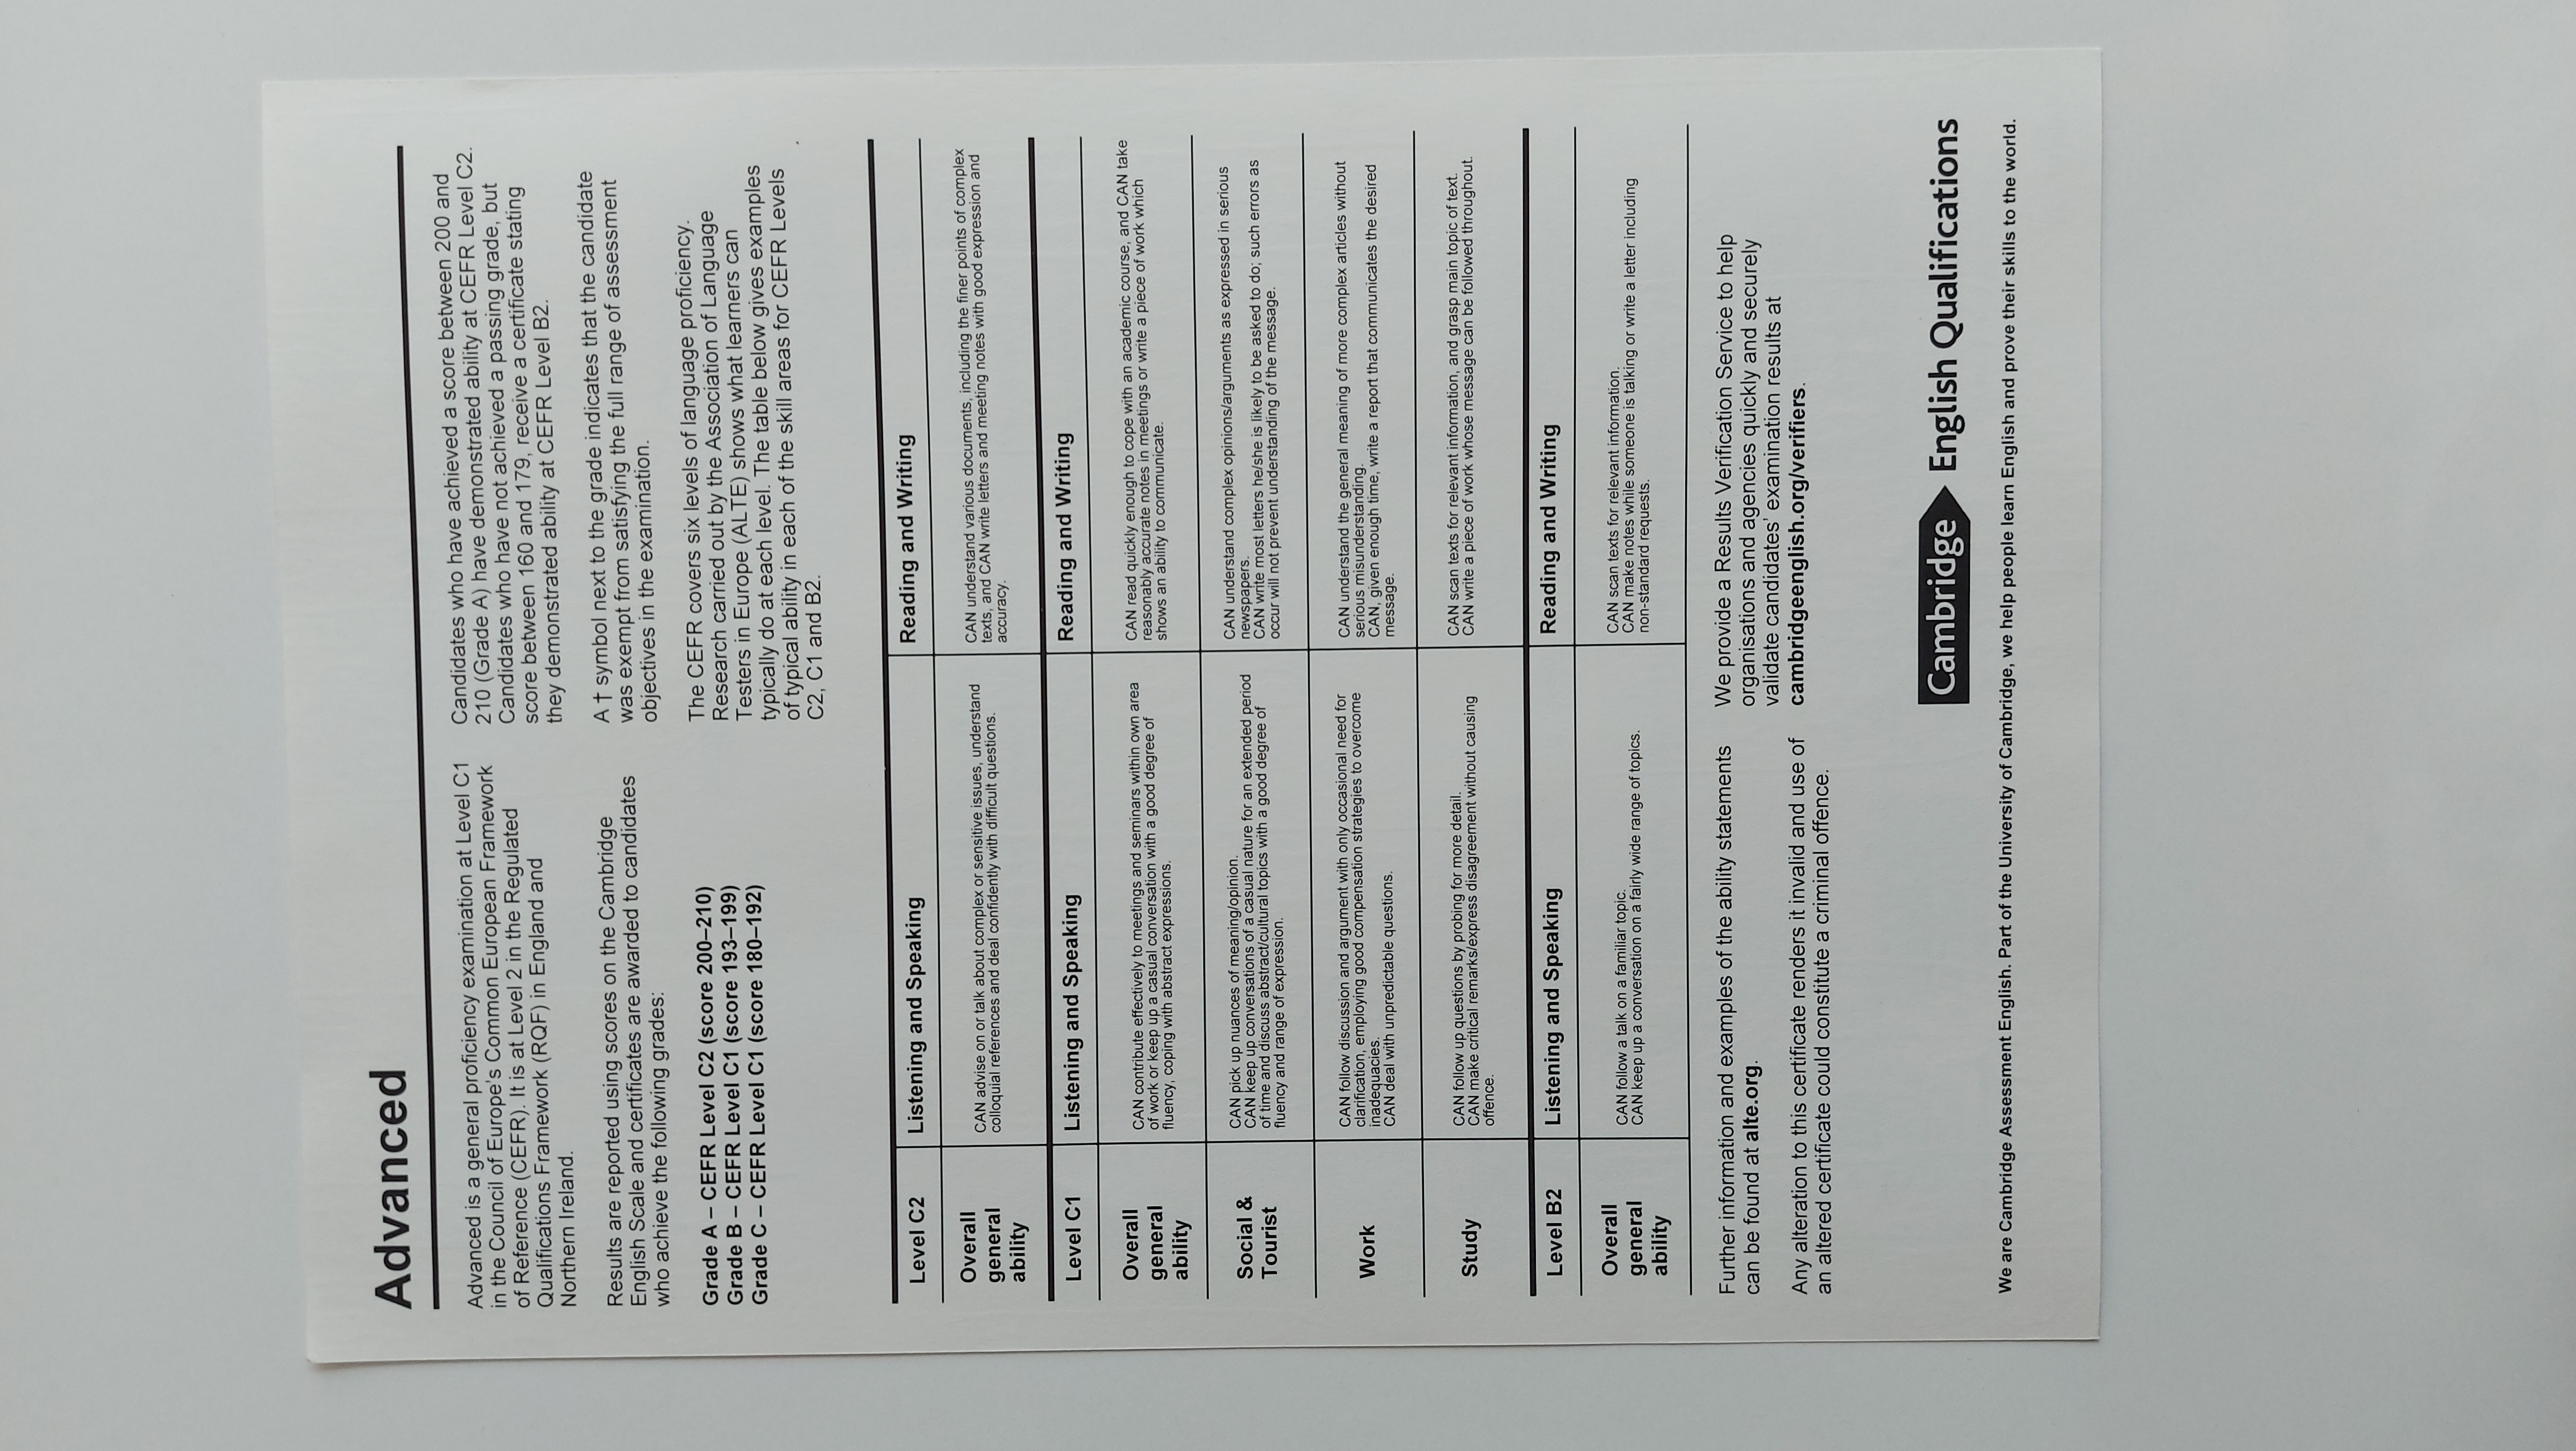 Advanced
Advanced is a general proficiency examination at Level C1
in the Council of Europe's Common European Framework
of Reference (CEFR). It is at Level 2 in the Regulated
Qualifications Framework (RQF) in England and
Northern Ireland.
Results are reported using scores on the Cambridge
English Scale and certificates are awarded to candidates
who achieve the following grades:
Grade A – CEFR Level C2 (score 200–210)
Grade B – CEFR Level C1 (score 193–199)
Grade C – CEFR Level C1 (score 180–192)
Candidates who have achieved a score between 200 and
210 (Grade A) have demonstrated ability at CEFR Level C2.
Candidates who have not achieved a passing grade, but
score between 160 and 179, receive a certificate stating
they demonstrated ability at CEFR Level B2.
A † symbol next to the grade indicates that the candidate
was exempt from satisfying the full range of assessment
objectives in the examination.
The CEFR covers six levels of language proficiency.
Research carried out by the Association of Language
Testers in Europe (ALTE) shows what learners can
typically do at each level. The table below gives examples
of typical ability in each of the skill areas for CEFR Levels
C2, C1 and B2.
Level C2
Listening and Speaking
Reading and Writing
Overall
general
ability
CAN advise on or talk about complex or sensitive issues, understand
colloquial references and deal confidently with difficult questions.
CAN understand various documents, including the finer points of complex
texts, and CAN write letters and meeting notes with good expression and
accuracy.
Level C1
Listening and Speaking
Reading and Writing
Overall
general
ability
CAN contribute effectively to meetings and seminars within own area
of work or keep up a casual conversation with a good degree of
fluency, coping with abstract expressions.
CAN read quickly enough to cope with an academic course, and CAN take
reasonably accurate notes in meetings or write a piece of work which
shows an ability to communicate.
Social &
Tourist
CAN pick up nuances of meaning/opinion.
CAN keep up conversations of a casual nature for an extended period
of time and discuss abstract/cultural topics with a good degree of
fluency and range of expression.
CAN understand complex opinions/arguments as expressed in serious
newspapers.
CAN write most letters he/she is likely to be asked to do; such errors as
occur will not prevent understanding of the message.
Work
CAN follow discussion and argument with only occasional need for
clarification, employing good compensation strategies to overcome
inadequacies.
CAN deal with unpredictable questions.
CAN understand the general meaning of more complex articles without
serious misunderstanding.
CAN, given enough time, write a report that communicates the desired
message.
Study
CAN follow up questions by probing for more detail.
CAN make critical remarks/express disagreement without causing
offence.
CAN scan texts for relevant information, and grasp main topic of text.
CAN write a piece of work whose message can be followed throughout.
Level B2
Listening and Speaking
Reading and Writing
Overall
general
ability
CAN follow a talk on a familiar topic.
CAN keep up a conversation on a fairly wide range of topics.
CAN scan texts for relevant information.
CAN make notes while someone is talking or write a letter including
non-standard requests.
Further information and examples of the ability statements
can be found at alte.org.
Any alteration to this certificate renders it invalid and use of
an altered certificate could constitute a criminal offence.
We provide a Results Verification Service to help
organisations and agencies quickly and securely
validate candidates' examination results at
cambridgeenglish.org/verifiers.
Cambridge English Qualifications
We are Cambridge Assessment English. Part of the University of Cambridge, we help people learn English and prove their skills to the world.